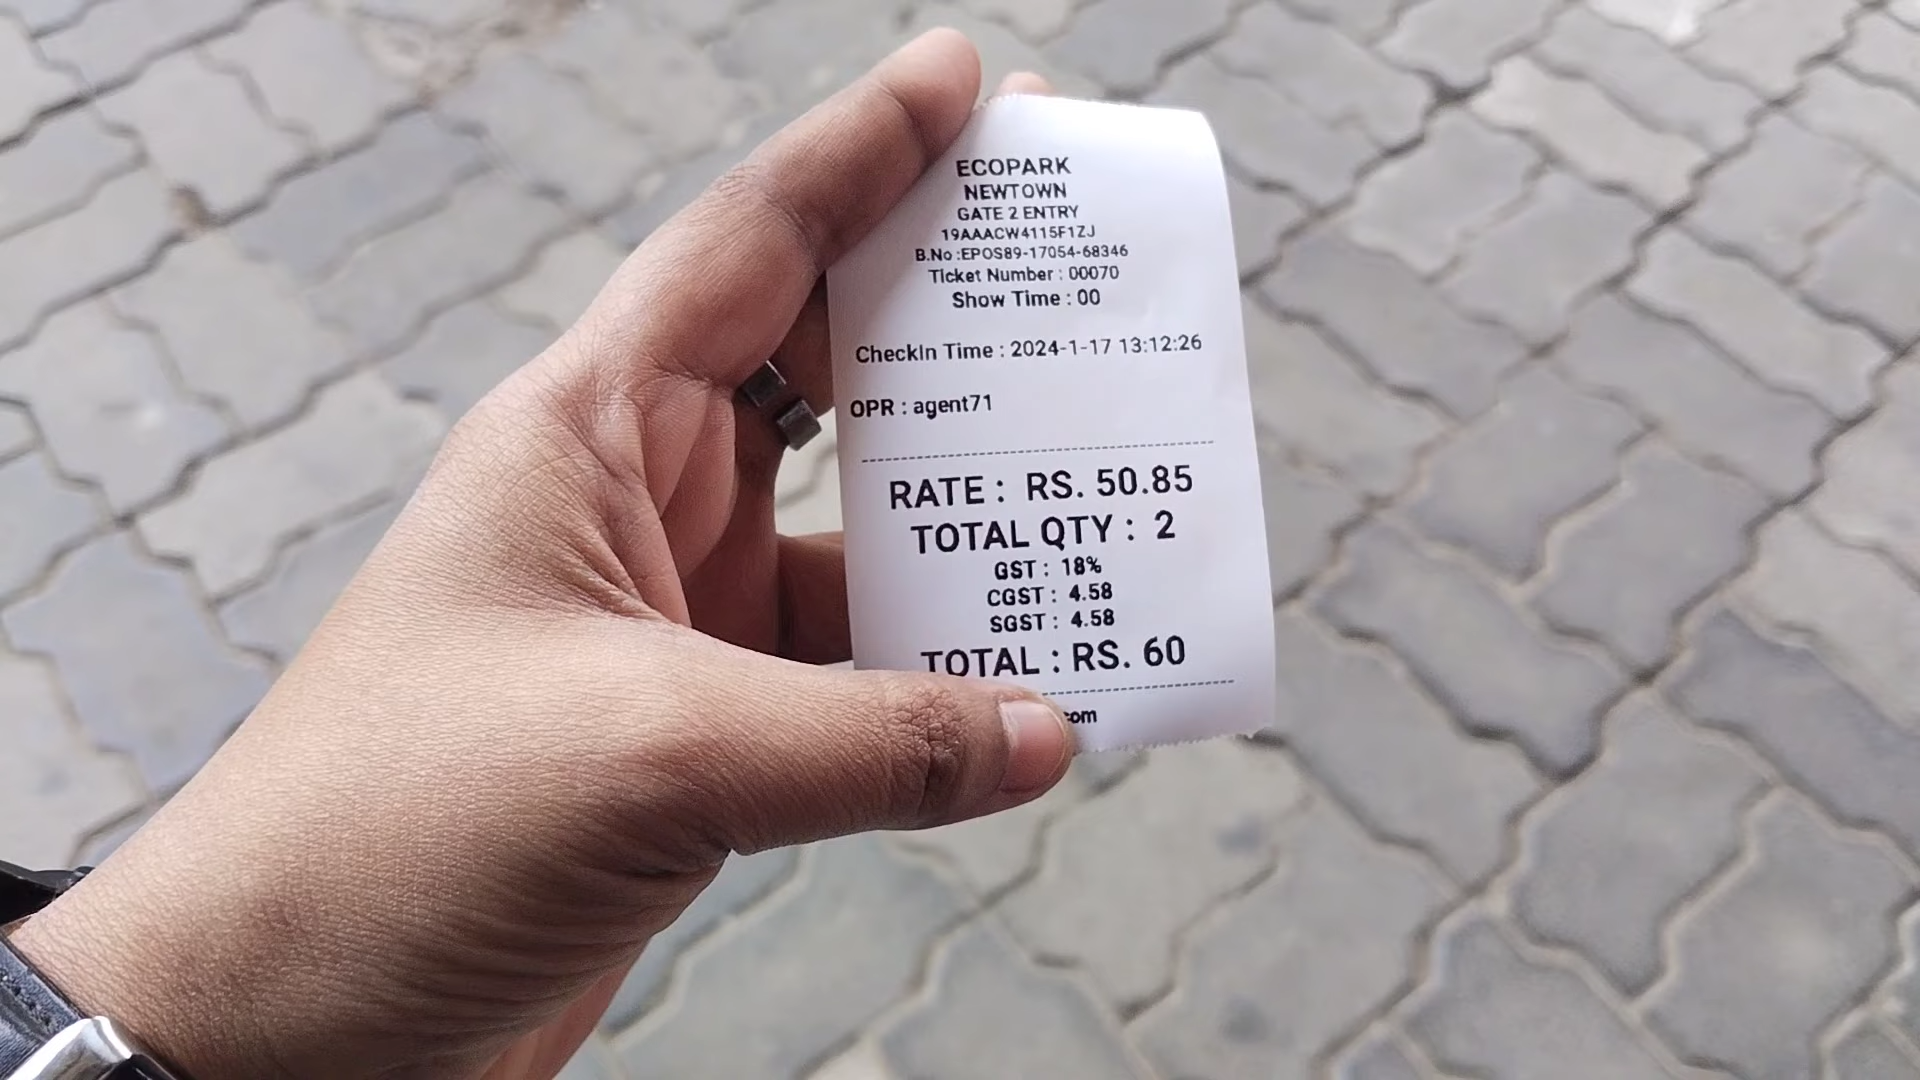 ECOPARK
NEWTOWN
GATE 2 ENTRY
19AAACW4115F1ZJ
B.No :EPOS89-17054-68346
Ticket Number : 00070
Show Time : 00
CheckIn Time : 2024-1-17 13:12:26
OPR : agent71
RATE : RS. 50.85
TOTAL QTY : 2
GST : 18%
CGST : 4.58
SGST : 4.58
TOTAL : RS. 60
com